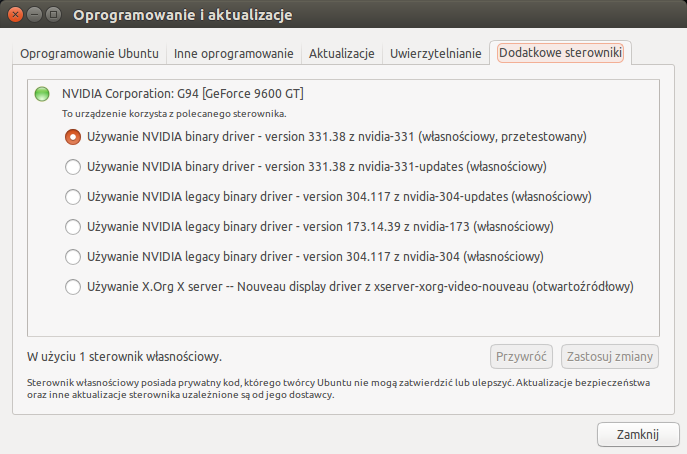 Oprogramowanie i aktualizacje
Oprogramowanie Ubuntu Inne oprogramowanie Aktualizacje Uwierzytelnianie Dodatkowe sterowniki
NVIDIA Corporation: G94 [GeForce 9600 GT]
To urządzenie korzysta z polecanego sterownika.
Używanie NVIDIA binary driver - version 331.38 z nvidia-331 (własnościowy, przetestowany)
Używanie NVIDIA binary driver - version 331.38 z nvidia-331-updates (własnościowy)
Używanie NVIDIA legacy binary driver - version 304.117 z nvidia-304-updates (własnościowy)
Używanie NVIDIA legacy binary driver - version 173.14.39 z nvidia-173 (własnościowy)
Używanie NVIDIA legacy binary driver - version 304.117 z nvidia-304 (własnościowy)
Używanie X.Org X server -- Nouveau display driver z xserver-xorg-video-nouveau (otwartoźródłowy)
W użyciu 1 sterownik własnościowy.
Przywróć Zastosuj zmiany
Sterownik własnościowy posiada prywatny kod, którego twórcy Ubuntu nie mogą zatwierdzić lub ulepszyć. Aktualizacje bezpieczeństwa
oraz inne aktualizacje sterownika uzależnione są od jego dostawcy.
Zamknij